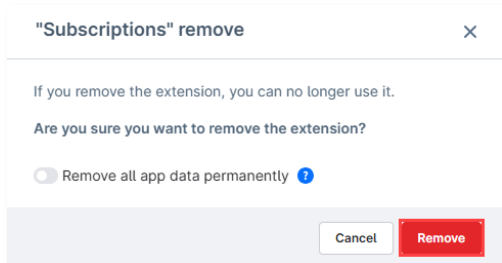 "Subscriptions" remove
If you remove the extension, you can no longer use it.
Are you sure you want to remove the extension?
Remove all app data permanently ?
Cancel Remove